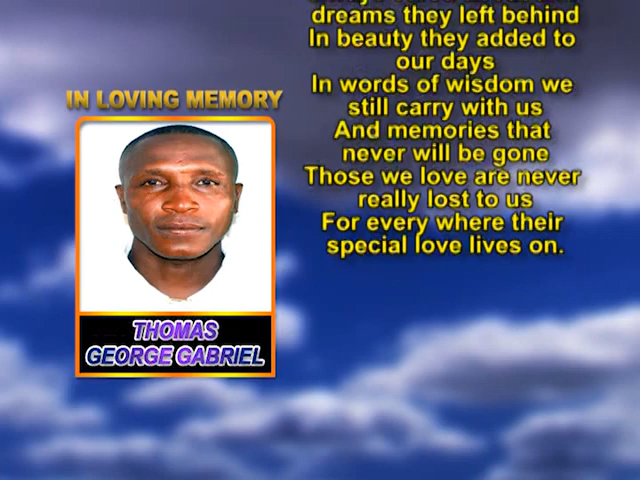 dreams they left behind
In beauty they added to
our days
In words of wisdom we
still carry with us
And memories that
never will be gone
Those we love are never
really lost to us
For every where their
special love lives on.
IN LOVING MEMORY
THOMAS
GEORGE GABRIEL